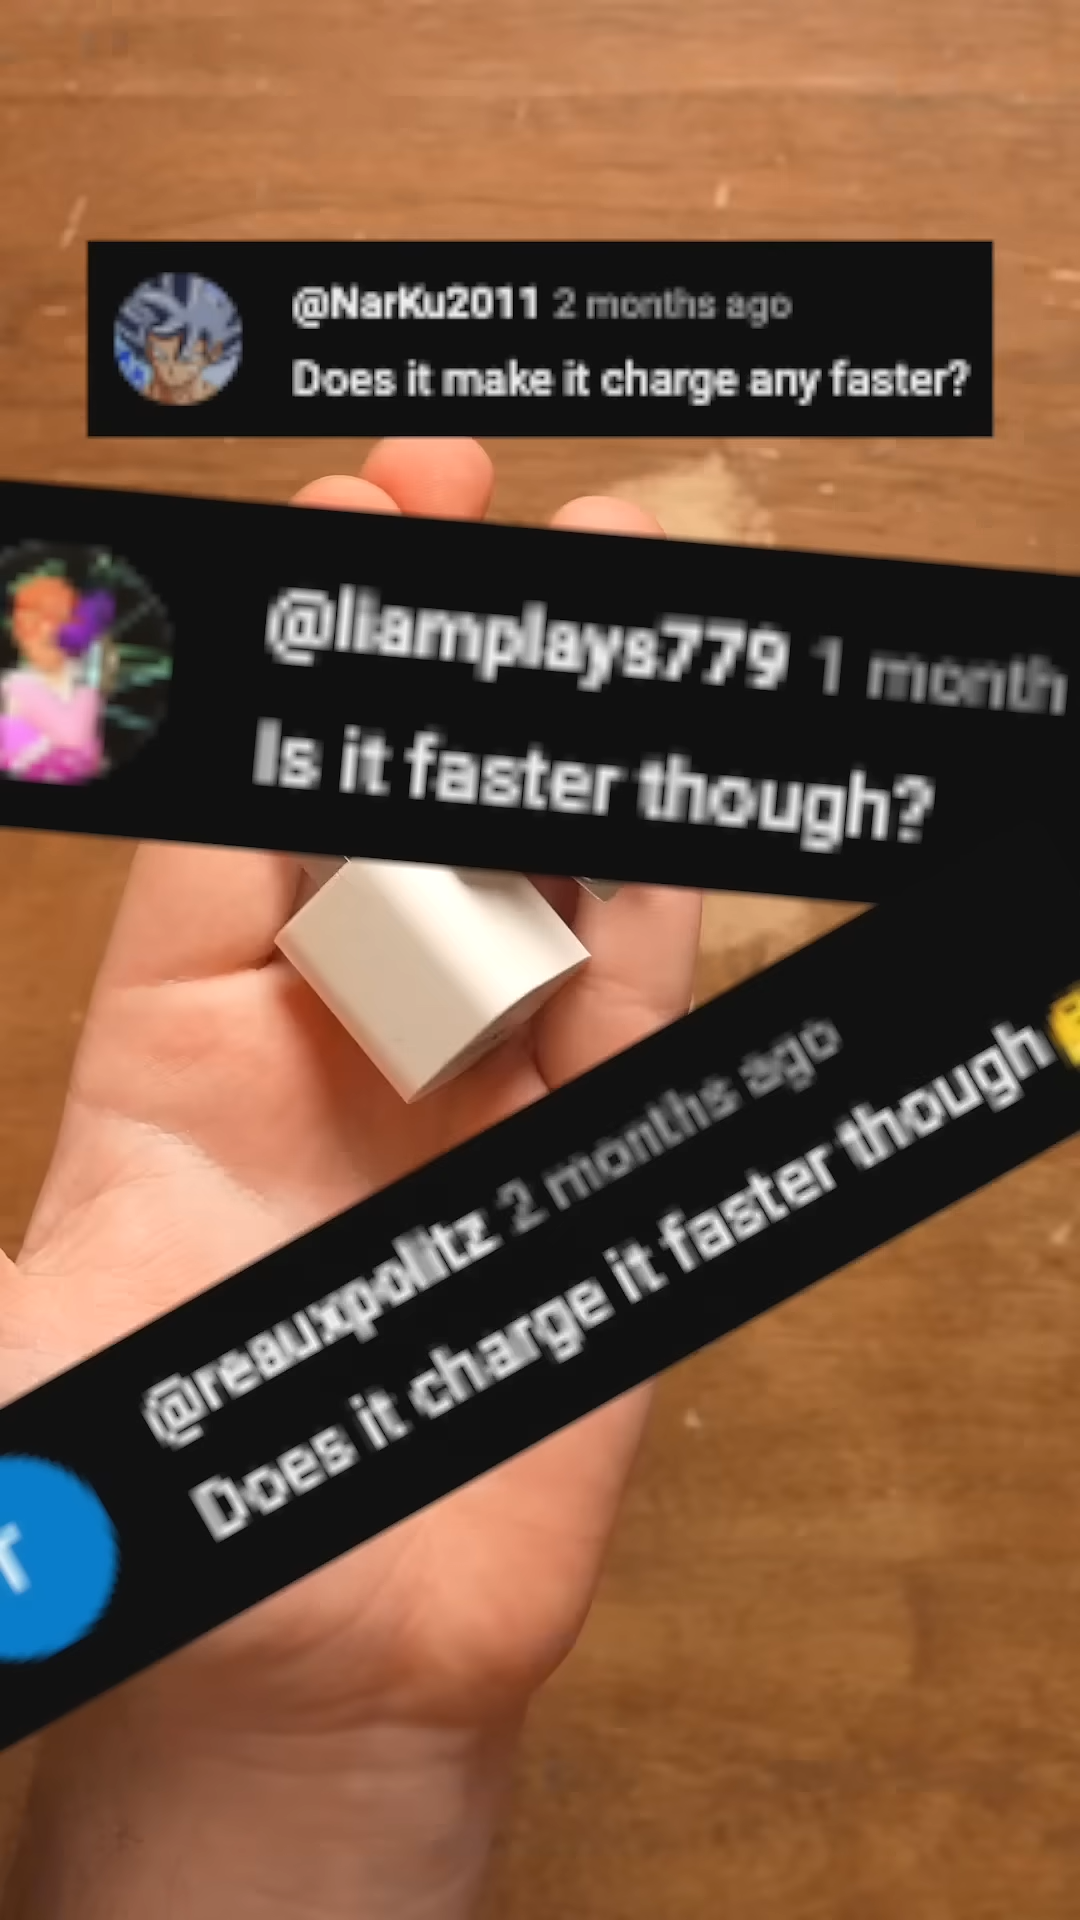 @NarKu2011 2 months ago
Does it make it charge any faster?
@liamplays779 1 month
Is it faster though?
@reauxpolitz 2 months ago
Does it charge it faster though
r